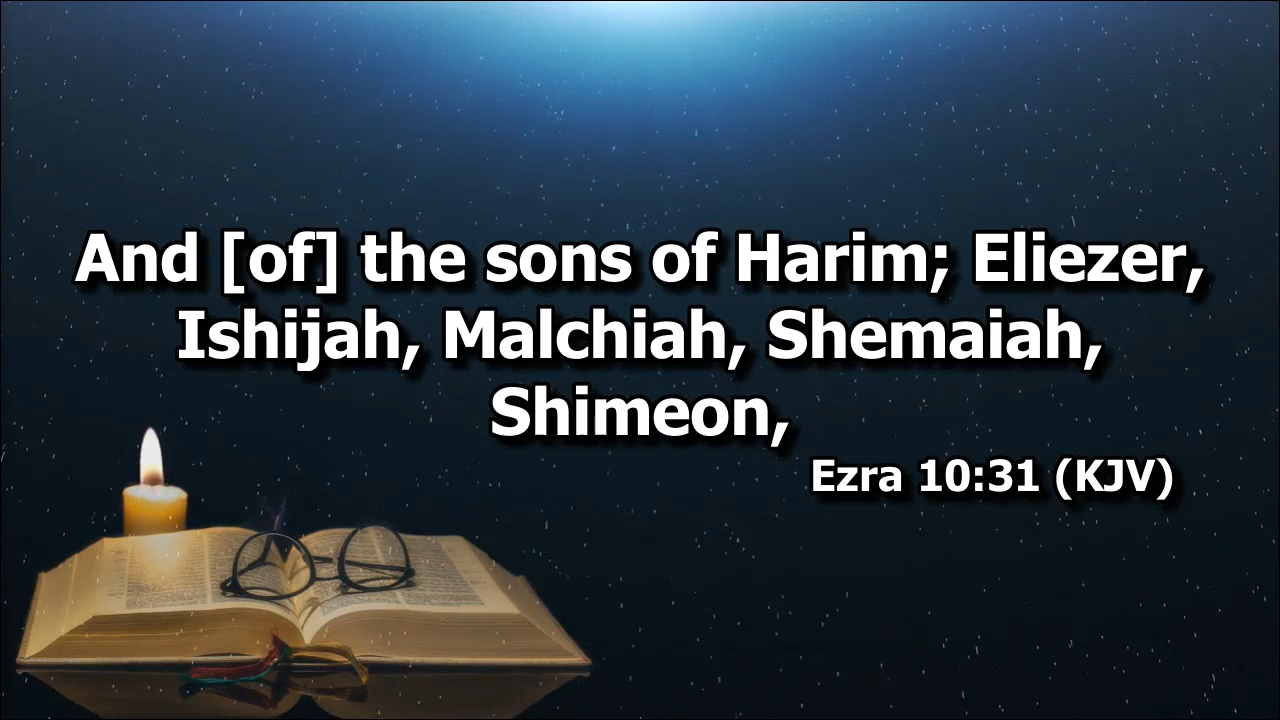 And [of] the sons of Harim; Eliezer,
Ishijah, Malchiah, Shemaiah,
Shimeon,
Ezra 10:31 (KJV)